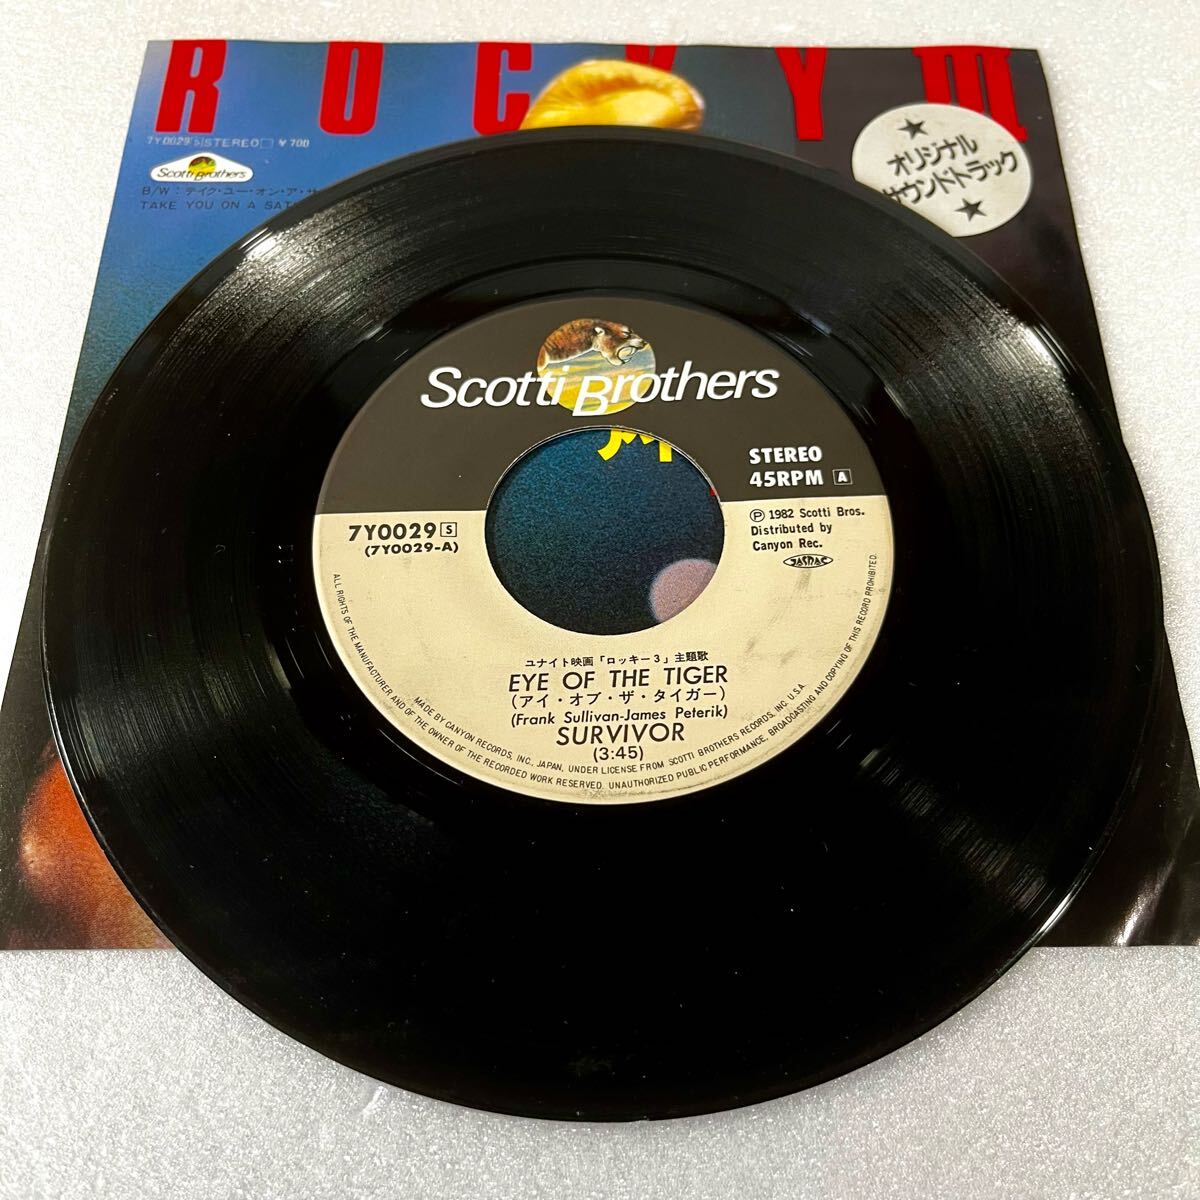 ROCKY III
7Y0029 S STEREO ¥700
Scotti Brothers
B/W:テイク・ユー・オン・ア・サ
TAKE YOU ON A SAT
★
オリジナル
サウンドトラック
★
Scotti Brothers
STEREO
45RPM A
7Y0029 S
(7Y0029-A)
Ⓟ 1982 Scotti Bros.
Distributed by
Canyon Rec.
JASRAC
ユナイト映画「ロッキー3」主題歌
EYE OF THE TIGER
(アイ・オブ・ザ・タイガー)
(Frank Sullivan-James Peterik)
SURVIVOR
(3:45)
MADE BY CANYON RECORDS, INC., JAPAN, UNDER LICENSE FROM SCOTTI BROTHERS RECORDS, INC. U.S.A.
ALL RIGHTS OF THE MANUFACTURER AND OF THE OWNER OF THE RECORDED WORK RESERVED. UNAUTHORIZED PUBLIC PERFORMANCE, BROADCASTING AND COPYING OF THIS RECORD PROHIBITED.